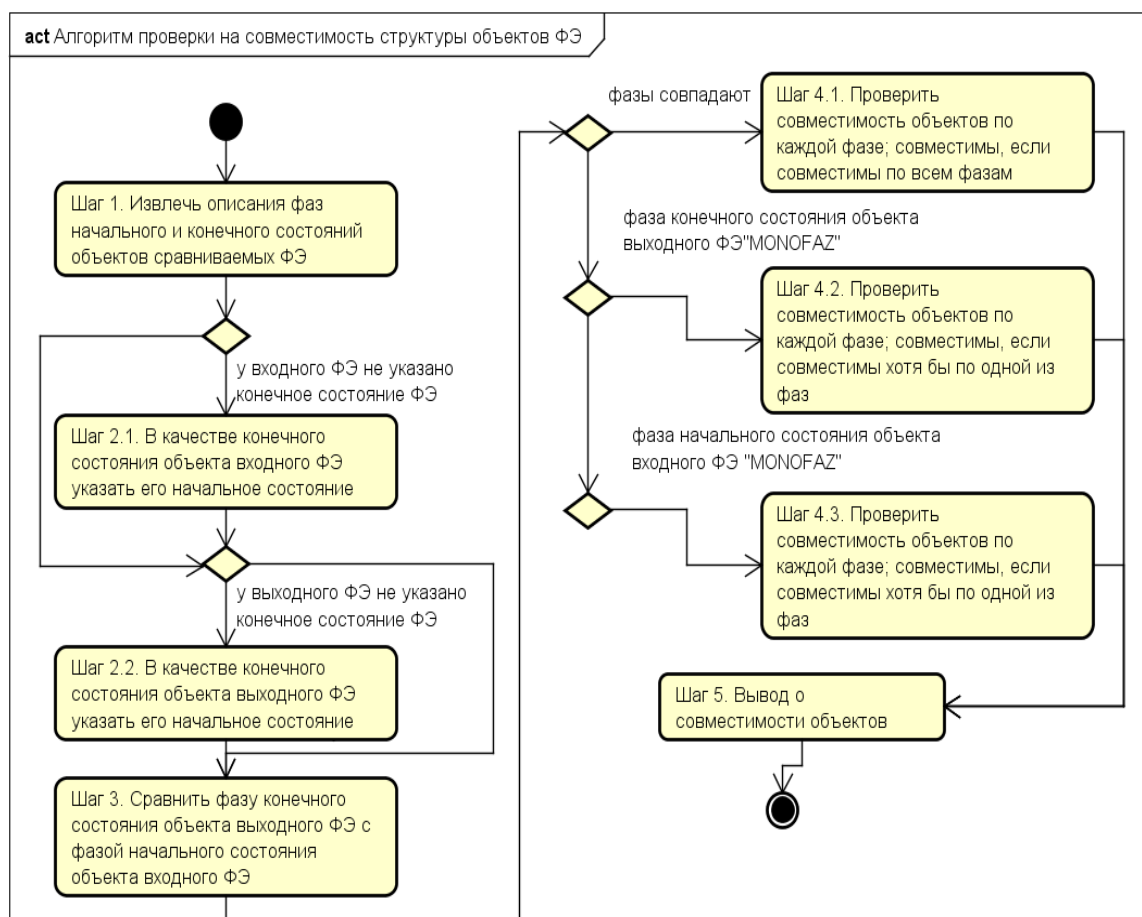 act Алгоритм проверки на совместимость структуры объектов ФЭ
Шаг 1. Извлечь описания фаз
начального и конечного состояний
объектов сравниваемых ФЭ
у входного ФЭ не указано
конечное состояние ФЭ
Шаг 2.1. В качестве конечного
состояния объекта входного ФЭ
указать его начальное состояние
у выходного ФЭ не указано
конечное состояние ФЭ
Шаг 2.2. В качестве конечного
состояния объекта выходного ФЭ
указать его начальное состояние
Шаг 3. Сравнить фазу конечного
состояния объекта выходного ФЭ с
фазой начального состояния
объекта входного ФЭ
фазы совпадают
Шаг 4.1. Проверить
совместимость объектов по
каждой фазе; совместимы, если
совместимы по всем фазам
фаза конечного состояния объекта
выходного ФЭ"MONOFAZ"
Шаг 4.2. Проверить
совместимость объектов по
каждой фазе; совместимы, если
совместимы хотя бы по одной из
фаз
фаза начального состояния объекта
входного ФЭ "MONOFAZ"
Шаг 4.3. Проверить
совместимость объектов по
каждой фазе; совместимы, если
совместимы хотя бы по одной из
фаз
Шаг 5. Вывод о
совместимости объектов